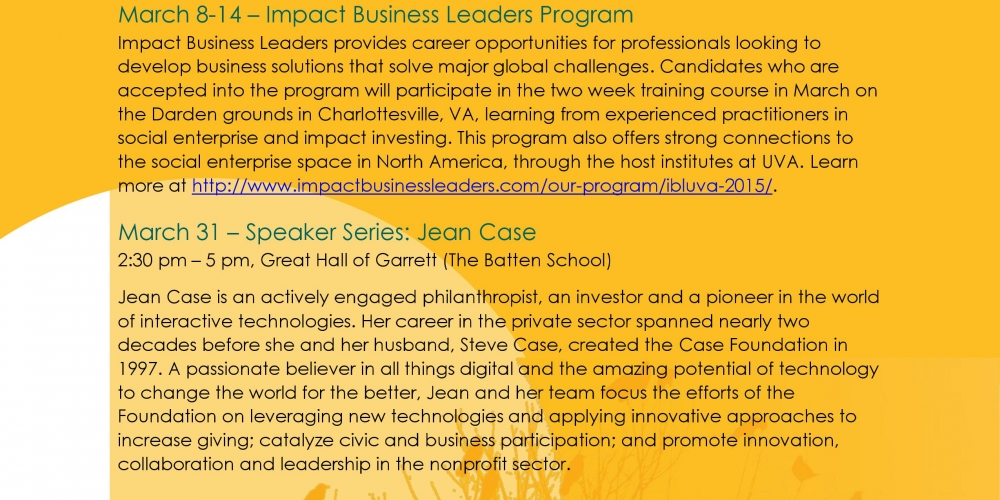 March 8-14 – Impact Business Leaders Program
Impact Business Leaders provides career opportunities for professionals looking to
develop business solutions that solve major global challenges. Candidates who are
accepted into the program will participate in the two week training course in March on
the Darden grounds in Charlottesville, VA, learning from experienced practitioners in
social enterprise and impact investing. This program also offers strong connections to
the social enterprise space in North America, through the host institutes at UVA. Learn
more at http://www.impactbusinessleaders.com/our-program/ibluva-2015/.
March 31 – Speaker Series: Jean Case
2:30 pm – 5 pm, Great Hall of Garrett (The Batten School)
Jean Case is an actively engaged philanthropist, an investor and a pioneer in the world
of interactive technologies. Her career in the private sector spanned nearly two
decades before she and her husband, Steve Case, created the Case Foundation in
1997. A passionate believer in all things digital and the amazing potential of technology
to change the world for the better, Jean and her team focus the efforts of the
Foundation on leveraging new technologies and applying innovative approaches to
increase giving; catalyze civic and business participation; and promote innovation,
collaboration and leadership in the nonprofit sector.